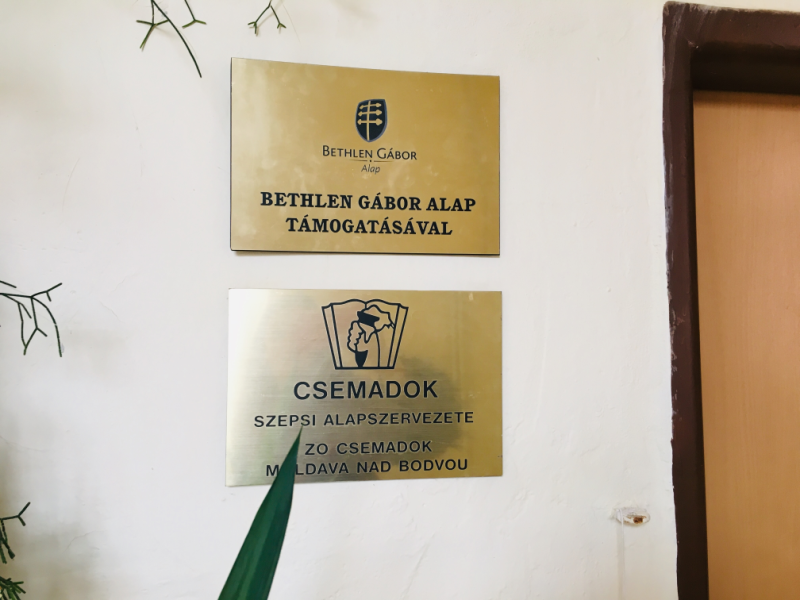 BETHLEN GÁBOR
Alap
BETHLEN GÁBOR ALAP
TÁMOGATÁSÁVAL
CSEMADOK
SZEPSI ALAPSZERVEZETE
ZO CSEMADOK
MOLDAVA NAD BODVOU